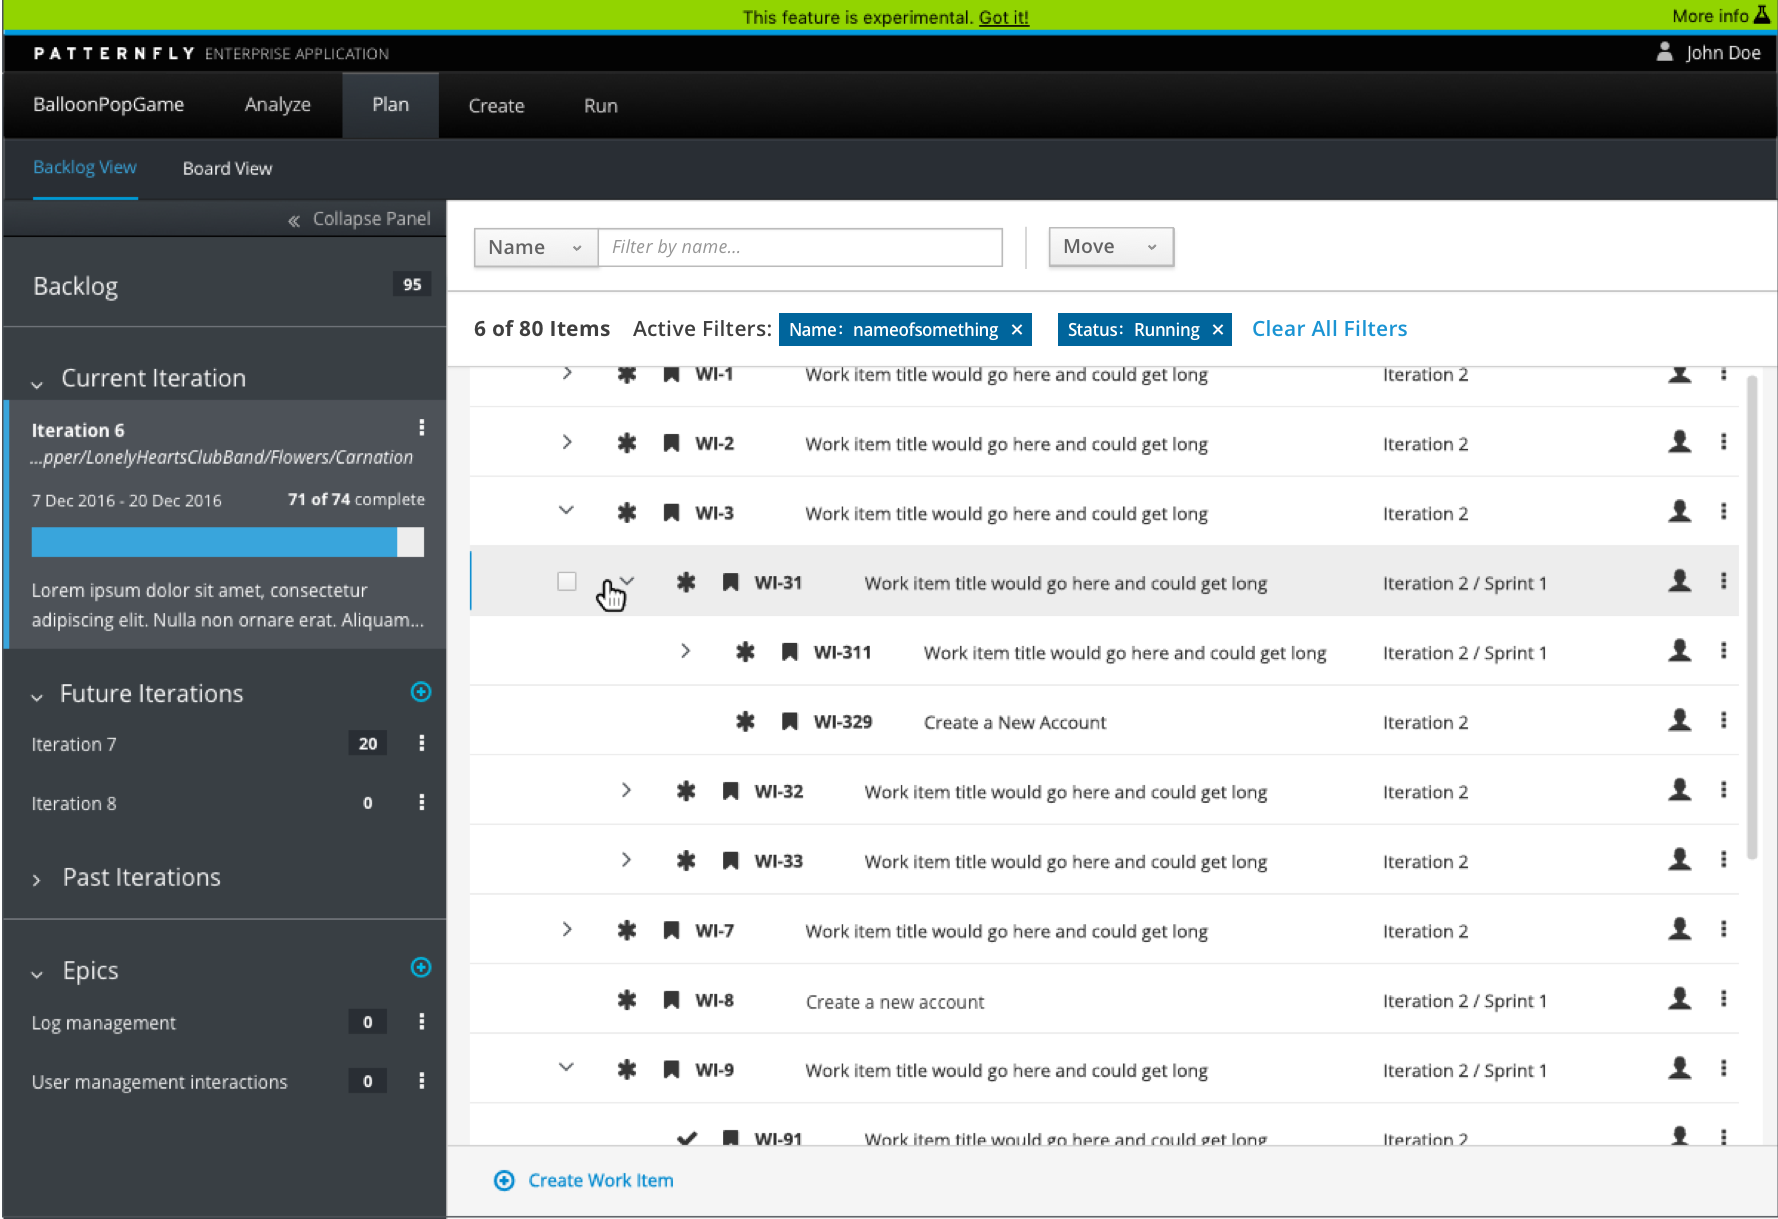 This feature is experimental. Got it!
More info
PATTERNFLY ENTERPRISE APPLICATION
John Doe
BalloonPopGame Analyze Plan Create Run
Backlog View Board View
Collapse Panel
Backlog 95
Current Iteration
Iteration 6
...pper/LonelyHeartsClubBand/Flowers/Carnation
7 Dec 2016 - 20 Dec 2016 71 of 74 complete
Lorem ipsum dolor sit amet, consectetur
adipiscing elit. Nulla non ornare erat. Aliquam...
Future Iterations
Iteration 7 20
Iteration 8 0
Past Iterations
Epics
Log management 0
User management interactions 0
Name Filter by name... Move
6 of 80 Items Active Filters: Name: nameofsomething × Status: Running × Clear All Filters
WI-1 Work item title would go here and could get long Iteration 2
WI-2 Work item title would go here and could get long Iteration 2
WI-3 Work item title would go here and could get long Iteration 2
WI-31 Work item title would go here and could get long Iteration 2 / Sprint 1
WI-311 Work item title would go here and could get long Iteration 2 / Sprint 1
WI-329 Create a New Account Iteration 2
WI-32 Work item title would go here and could get long Iteration 2
WI-33 Work item title would go here and could get long Iteration 2
WI-7 Work item title would go here and could get long Iteration 2
WI-8 Create a new account Iteration 2 / Sprint 1
WI-9 Work item title would go here and could get long Iteration 2 / Sprint 1
WI-91 Work item title would go here and could get long Iteration 2
Create Work Item